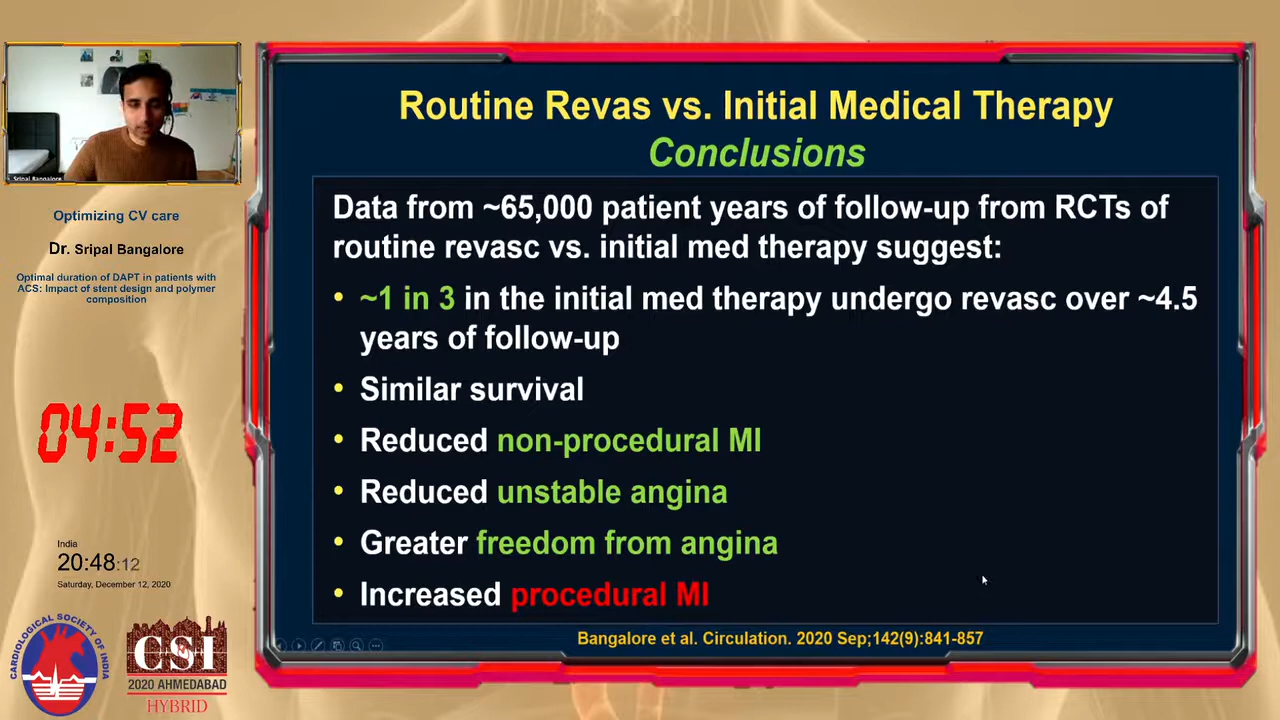 Sripal Bangalore
Optimizing CV care
Dr. Sripal Bangalore
Optimal duration of DAPT in patients with
ACS: Impact of stent design and polymer
composition
04:52
India
20:48:12
Saturday, December 12, 2020
CARDIOLOGICAL SOCIETY OF INDIA
CSI
2020 AHMEDABAD
HYBRID
Routine Revas vs. Initial Medical Therapy
Conclusions
Data from ~65,000 patient years of follow-up from RCTs of
routine revasc vs. initial med therapy suggest:
• ~1 in 3 in the initial med therapy undergo revasc over ~4.5
years of follow-up
• Similar survival
• Reduced non-procedural MI
• Reduced unstable angina
• Greater freedom from angina
• Increased procedural MI
Bangalore et al. Circulation. 2020 Sep;142(9):841-857